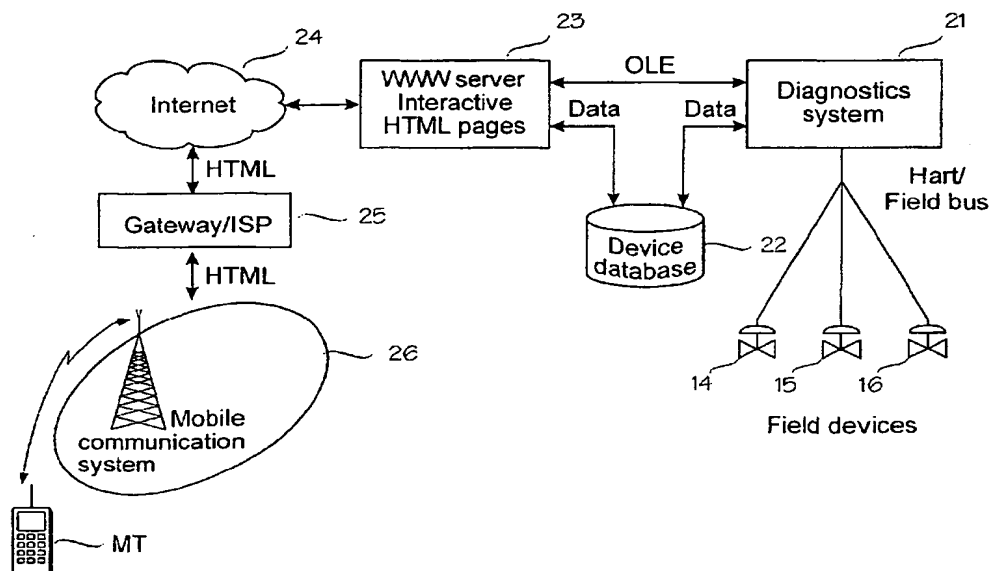 24
23
21
Internet
WWW server
Interactive
HTML pages
OLE
Data
Data
Diagnostics
system
HTML
Gateway/ISP
25
Hart/
Field bus
Device
database
22
HTML
26
Mobile
communication
system
14
15
16
Field devices
MT